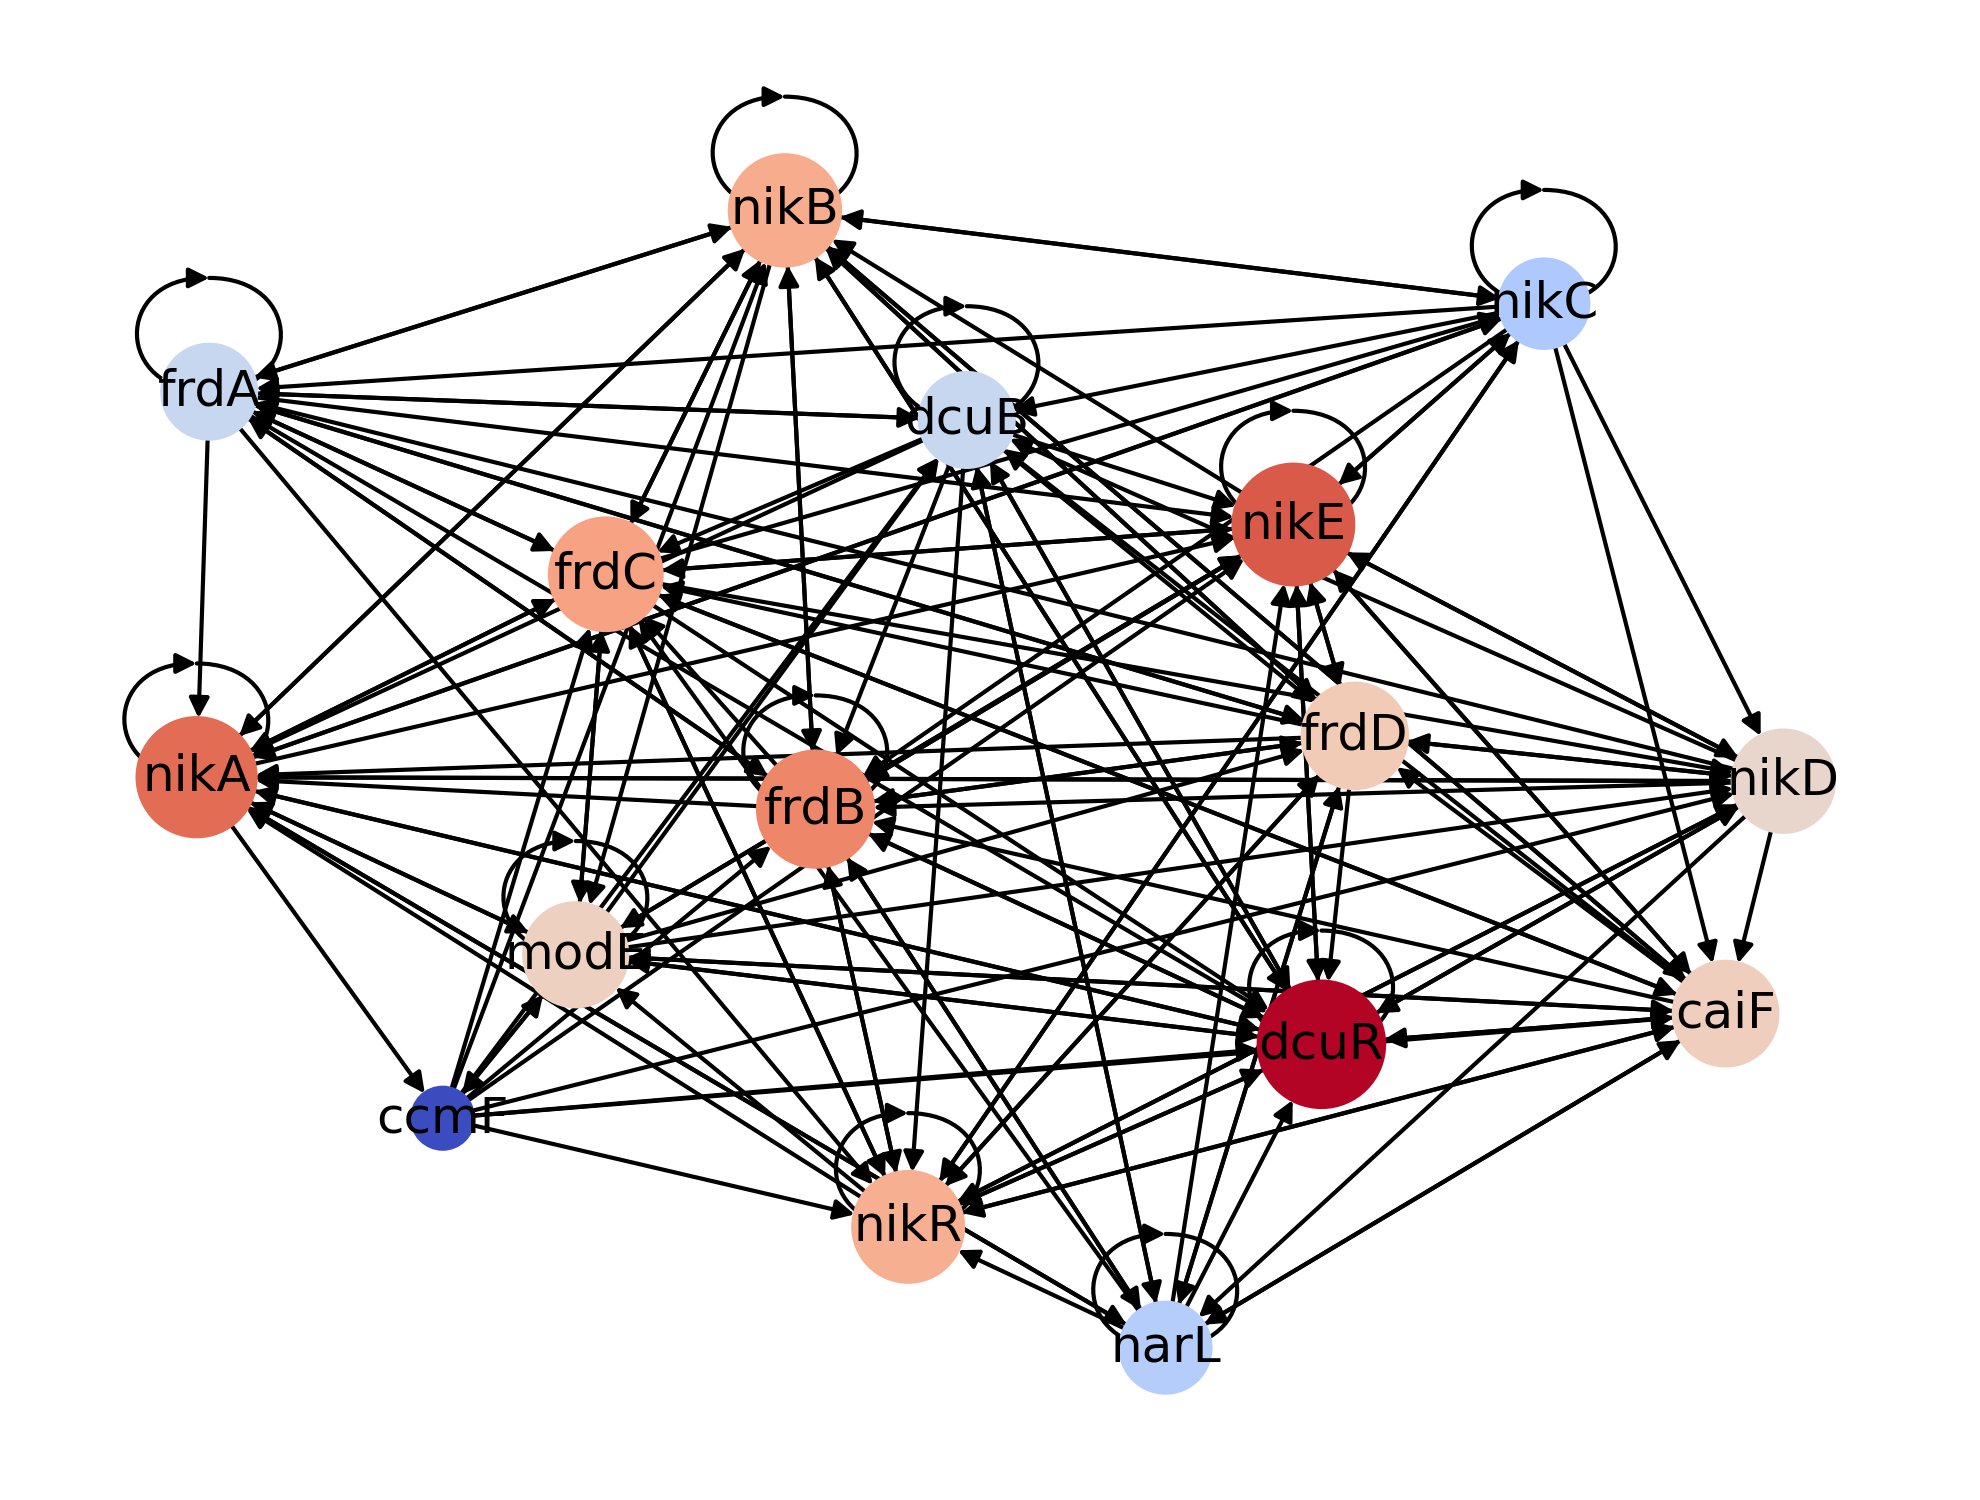 nikB
nikC
frdA
dcuB
nikE
frdC
frdD
nikA
nikD
frdB
modE
caiF
dcuR
ccmF
nikR
narL